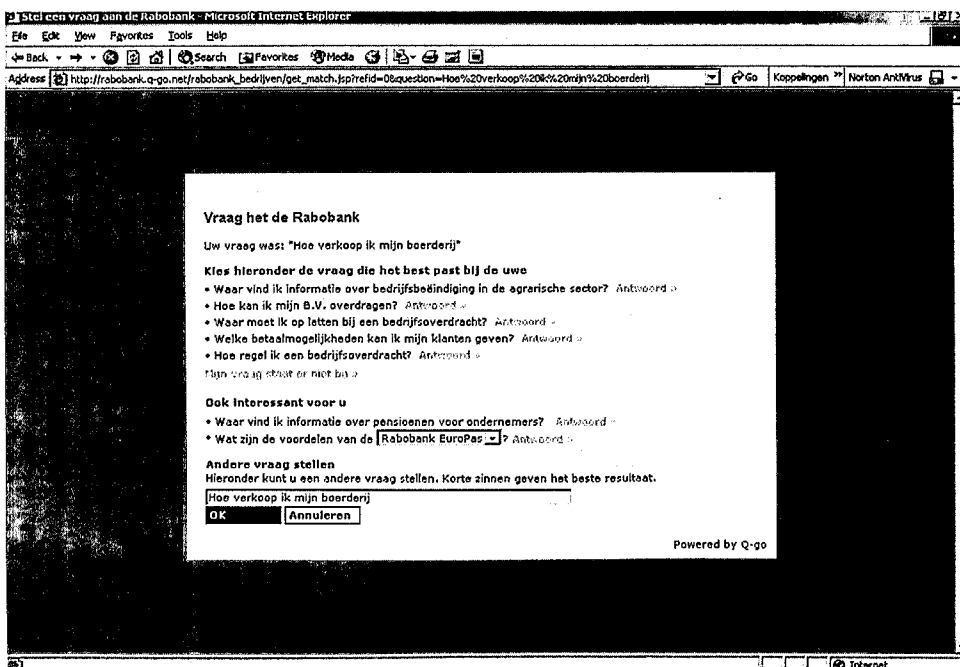 Stel een vraag aan de Rabobank - Microsoft Internet Explorer
File Edit View Favorites Tools Help
Back Search Favorites Media
Address http://rabobank.q-go.net/rabobank_bedrijven/get_match.jsp?refid=0&question=Hoe%20verkoop%20ik%20mijn%20boerderij Go Koppelingen » Norton AntiVirus
Vraag het de Rabobank
Uw vraag was: "Hoe verkoop ik mijn boerderij"
Kies hieronder de vraag die het best past bij de uwe
• Waar vind ik informatie over bedrijfsbeëindiging in de agrarische sector? Antwoord »
• Hoe kan ik mijn B.V. overdragen? Antwoord »
• Waar moet ik op letten bij een bedrijfsoverdracht? Antwoord »
• Welke betaalmogelijkheden kan ik mijn klanten geven? Antwoord »
• Hoe regel ik een bedrijfsoverdracht? Antwoord »
Mijn vraag staat er niet bij »
Ook interessant voor u
• Waar vind ik informatie over pensioenen voor ondernemers? Antwoord »
• Wat zijn de voordelen van de Rabobank EuroPas ? Antwoord »
Andere vraag stellen
Hieronder kunt u een andere vraag stellen. Korte zinnen geven het beste resultaat.
Hoe verkoop ik mijn boerderij
OK Annuleren
Powered by Q-go
Internet